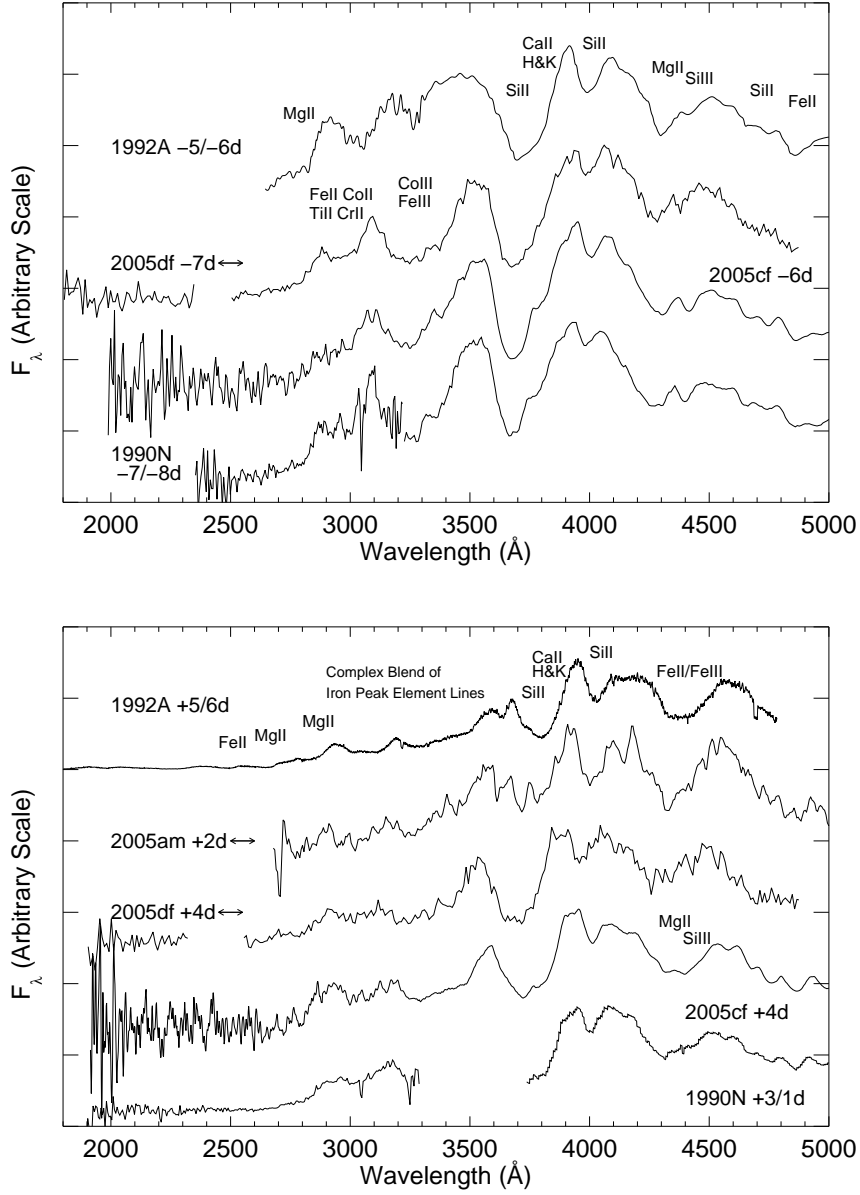 CaII SiII
H&K
SiII
MgII
SiIII
SiII
FeII
MgII
1992A −5/−6d
FeII CoII
TiII CrII
CoIII
FeIII
2005df −7d
2005cf −6d
1990N
−7/−8d
F_λ (Arbitrary Scale)
2000 2500 3000 3500 4000 4500 5000
Wavelength (Å)
CaII SiII
H&K
Complex Blend of
Iron Peak Element Lines
SiII
FeII/FeIII
1992A +5/6d
FeII
MgII
MgII
2005am +2d
2005df +4d
MgII
SiIII
2005cf +4d
1990N +3/1d
F_λ (Arbitrary Scale)
2000 2500 3000 3500 4000 4500 5000
Wavelength (Å)